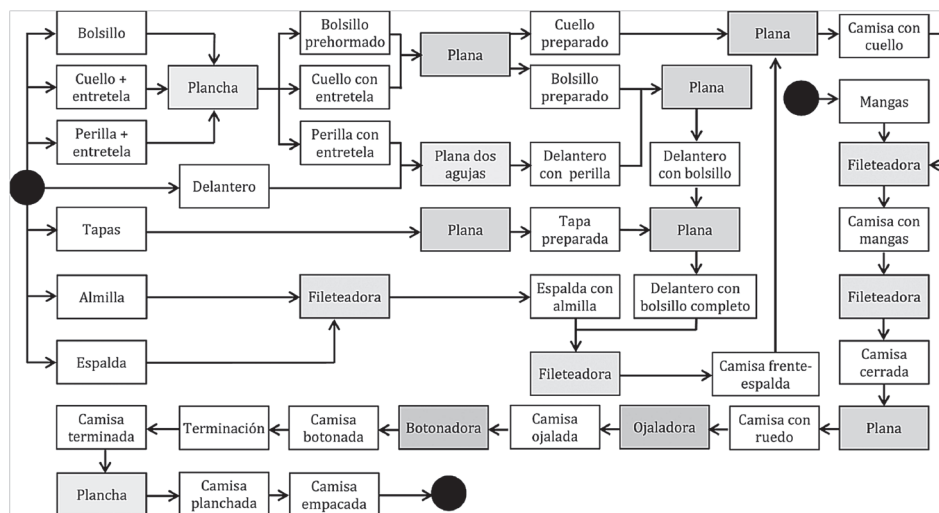 Bolsillo
Cuello +
entretela
Perilla +
entretela
Plancha
Bolsillo
prehormado
Cuello con
entretela
Perilla con
entretela
Plana
Cuello
preparado
Bolsillo
preparado
Plana
Camisa con
cuello
Plana
Mangas
Delantero
Plana dos
agujas
Delantero
con perilla
Delantero
con bolsillo
Fileteadora
Tapas
Plana
Tapa
preparada
Plana
Camisa con
mangas
Almilla
Fileteadora
Espalda con
almilla
Delantero con
bolsillo completo
Fileteadora
Espalda
Fileteadora
Camisa frente-
espalda
Camisa
cerrada
Camisa
terminada
Terminación
Camisa
botonada
Botonadora
Camisa
ojalada
Ojaladora
Camisa con
ruedo
Plana
Plancha
Camisa
planchada
Camisa
empacada